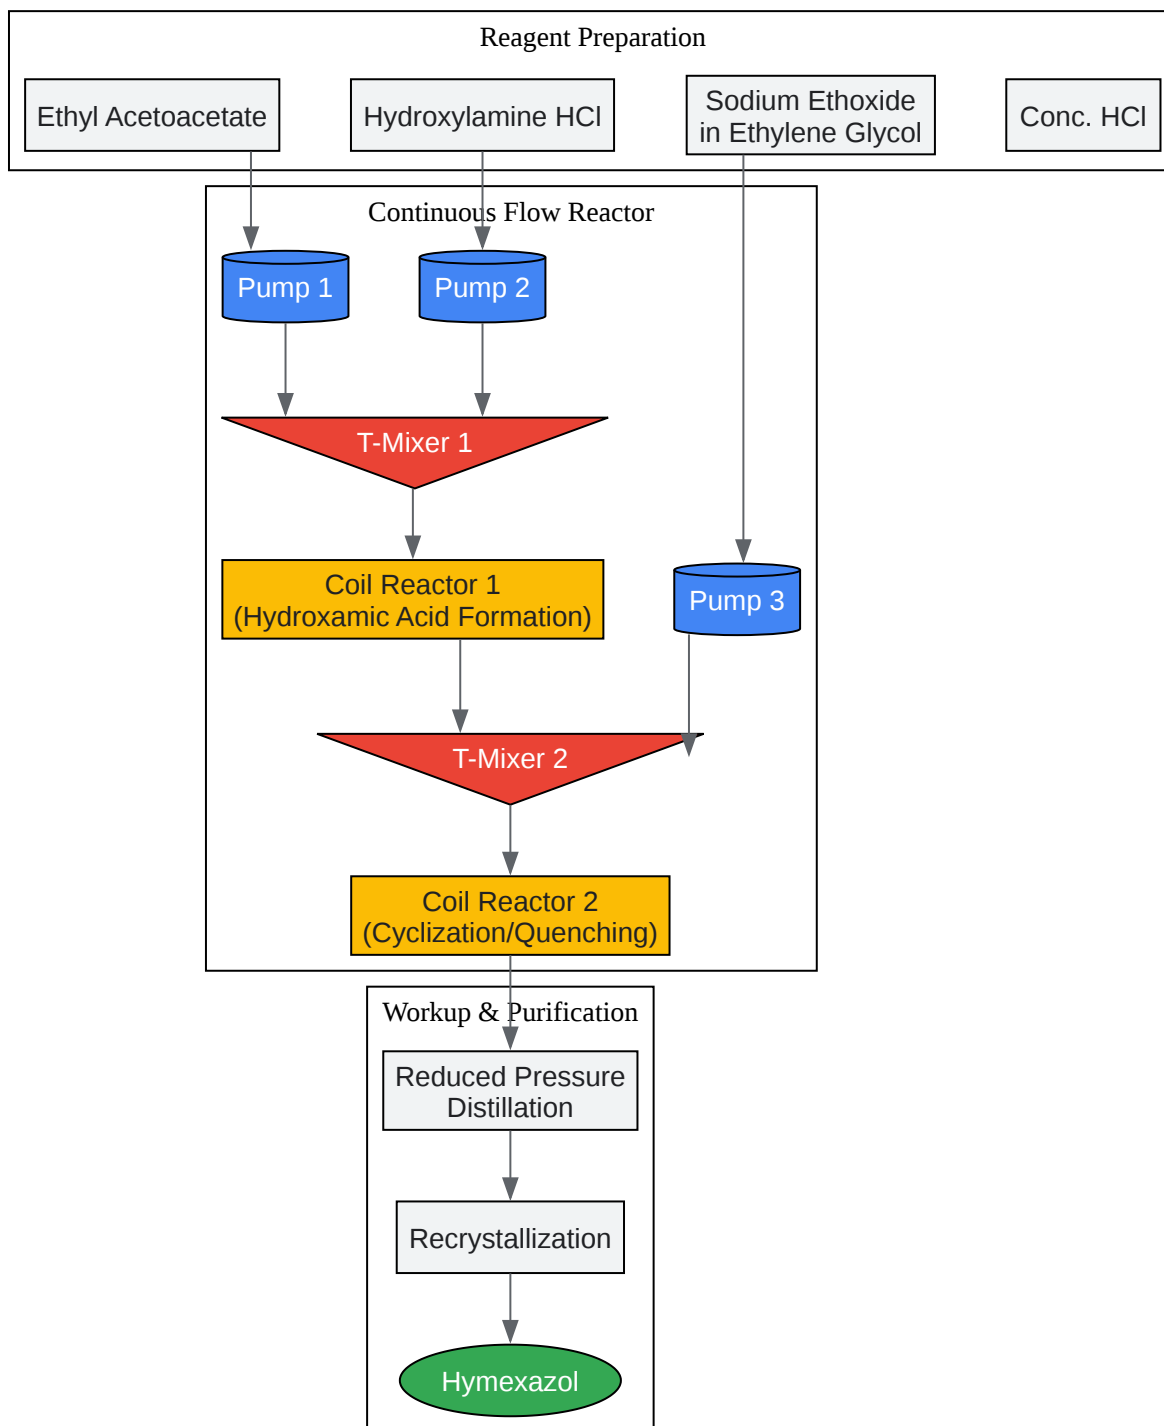 Reagent Preparation
Ethyl Acetoacetate
Hydroxylamine HCl
Sodium Ethoxide
in Ethylene Glycol
Conc. HCl
Continuous Flow Reactor
Pump 1
Pump 2
T-Mixer 1
Coil Reactor 1
(Hydroxamic Acid Formation)
Pump 3
T-Mixer 2
Coil Reactor 2
(Cyclization/Quenching)
Workup & Purification
Reduced Pressure
Distillation
Recrystallization
Hymexazol